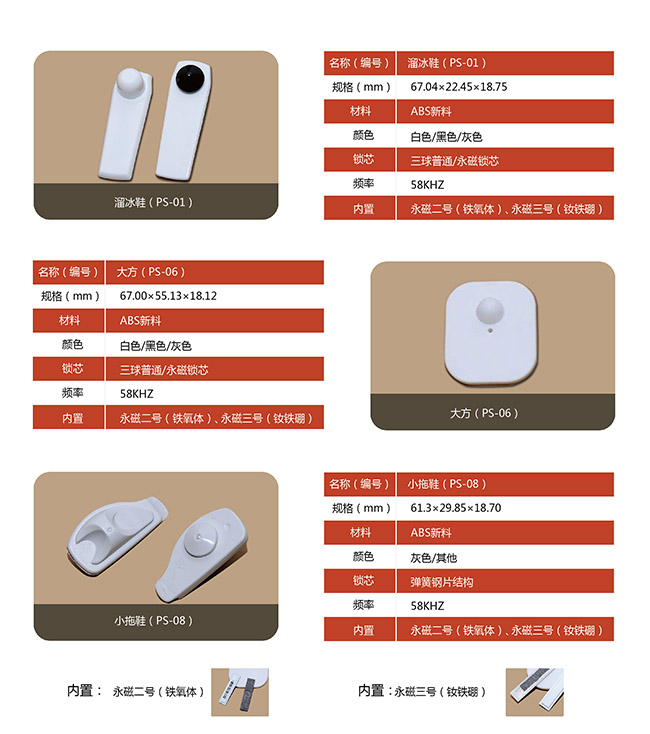 名称（编号） 溜冰鞋（PS-01）
规格（mm） 67.04×22.45×18.75
材料 ABS新料
颜色 白色/黑色/灰色
锁芯 三球普通/永磁锁芯
频率 58KHZ
内置 永磁二号（铁氧体）、永磁三号（钕铁硼）
溜冰鞋（PS-01）
名称（编号） 大方（PS-06）
规格（mm） 67.00×55.13×18.12
材料 ABS新料
颜色 白色/黑色/灰色
锁芯 三球普通/永磁锁芯
频率 58KHZ
内置 永磁二号（铁氧体）、永磁三号（钕铁硼）
大方（PS-06）
名称（编号） 小拖鞋（PS-08）
规格（mm） 61.3×29.85×18.70
材料 ABS新料
颜色 灰色/其他
锁芯 弹簧钢片结构
频率 58KHZ
内置 永磁二号（铁氧体）、永磁三号（钕铁硼）
小拖鞋（PS-08）
内置： 永磁二号（铁氧体）
内置：永磁三号（钕铁硼）